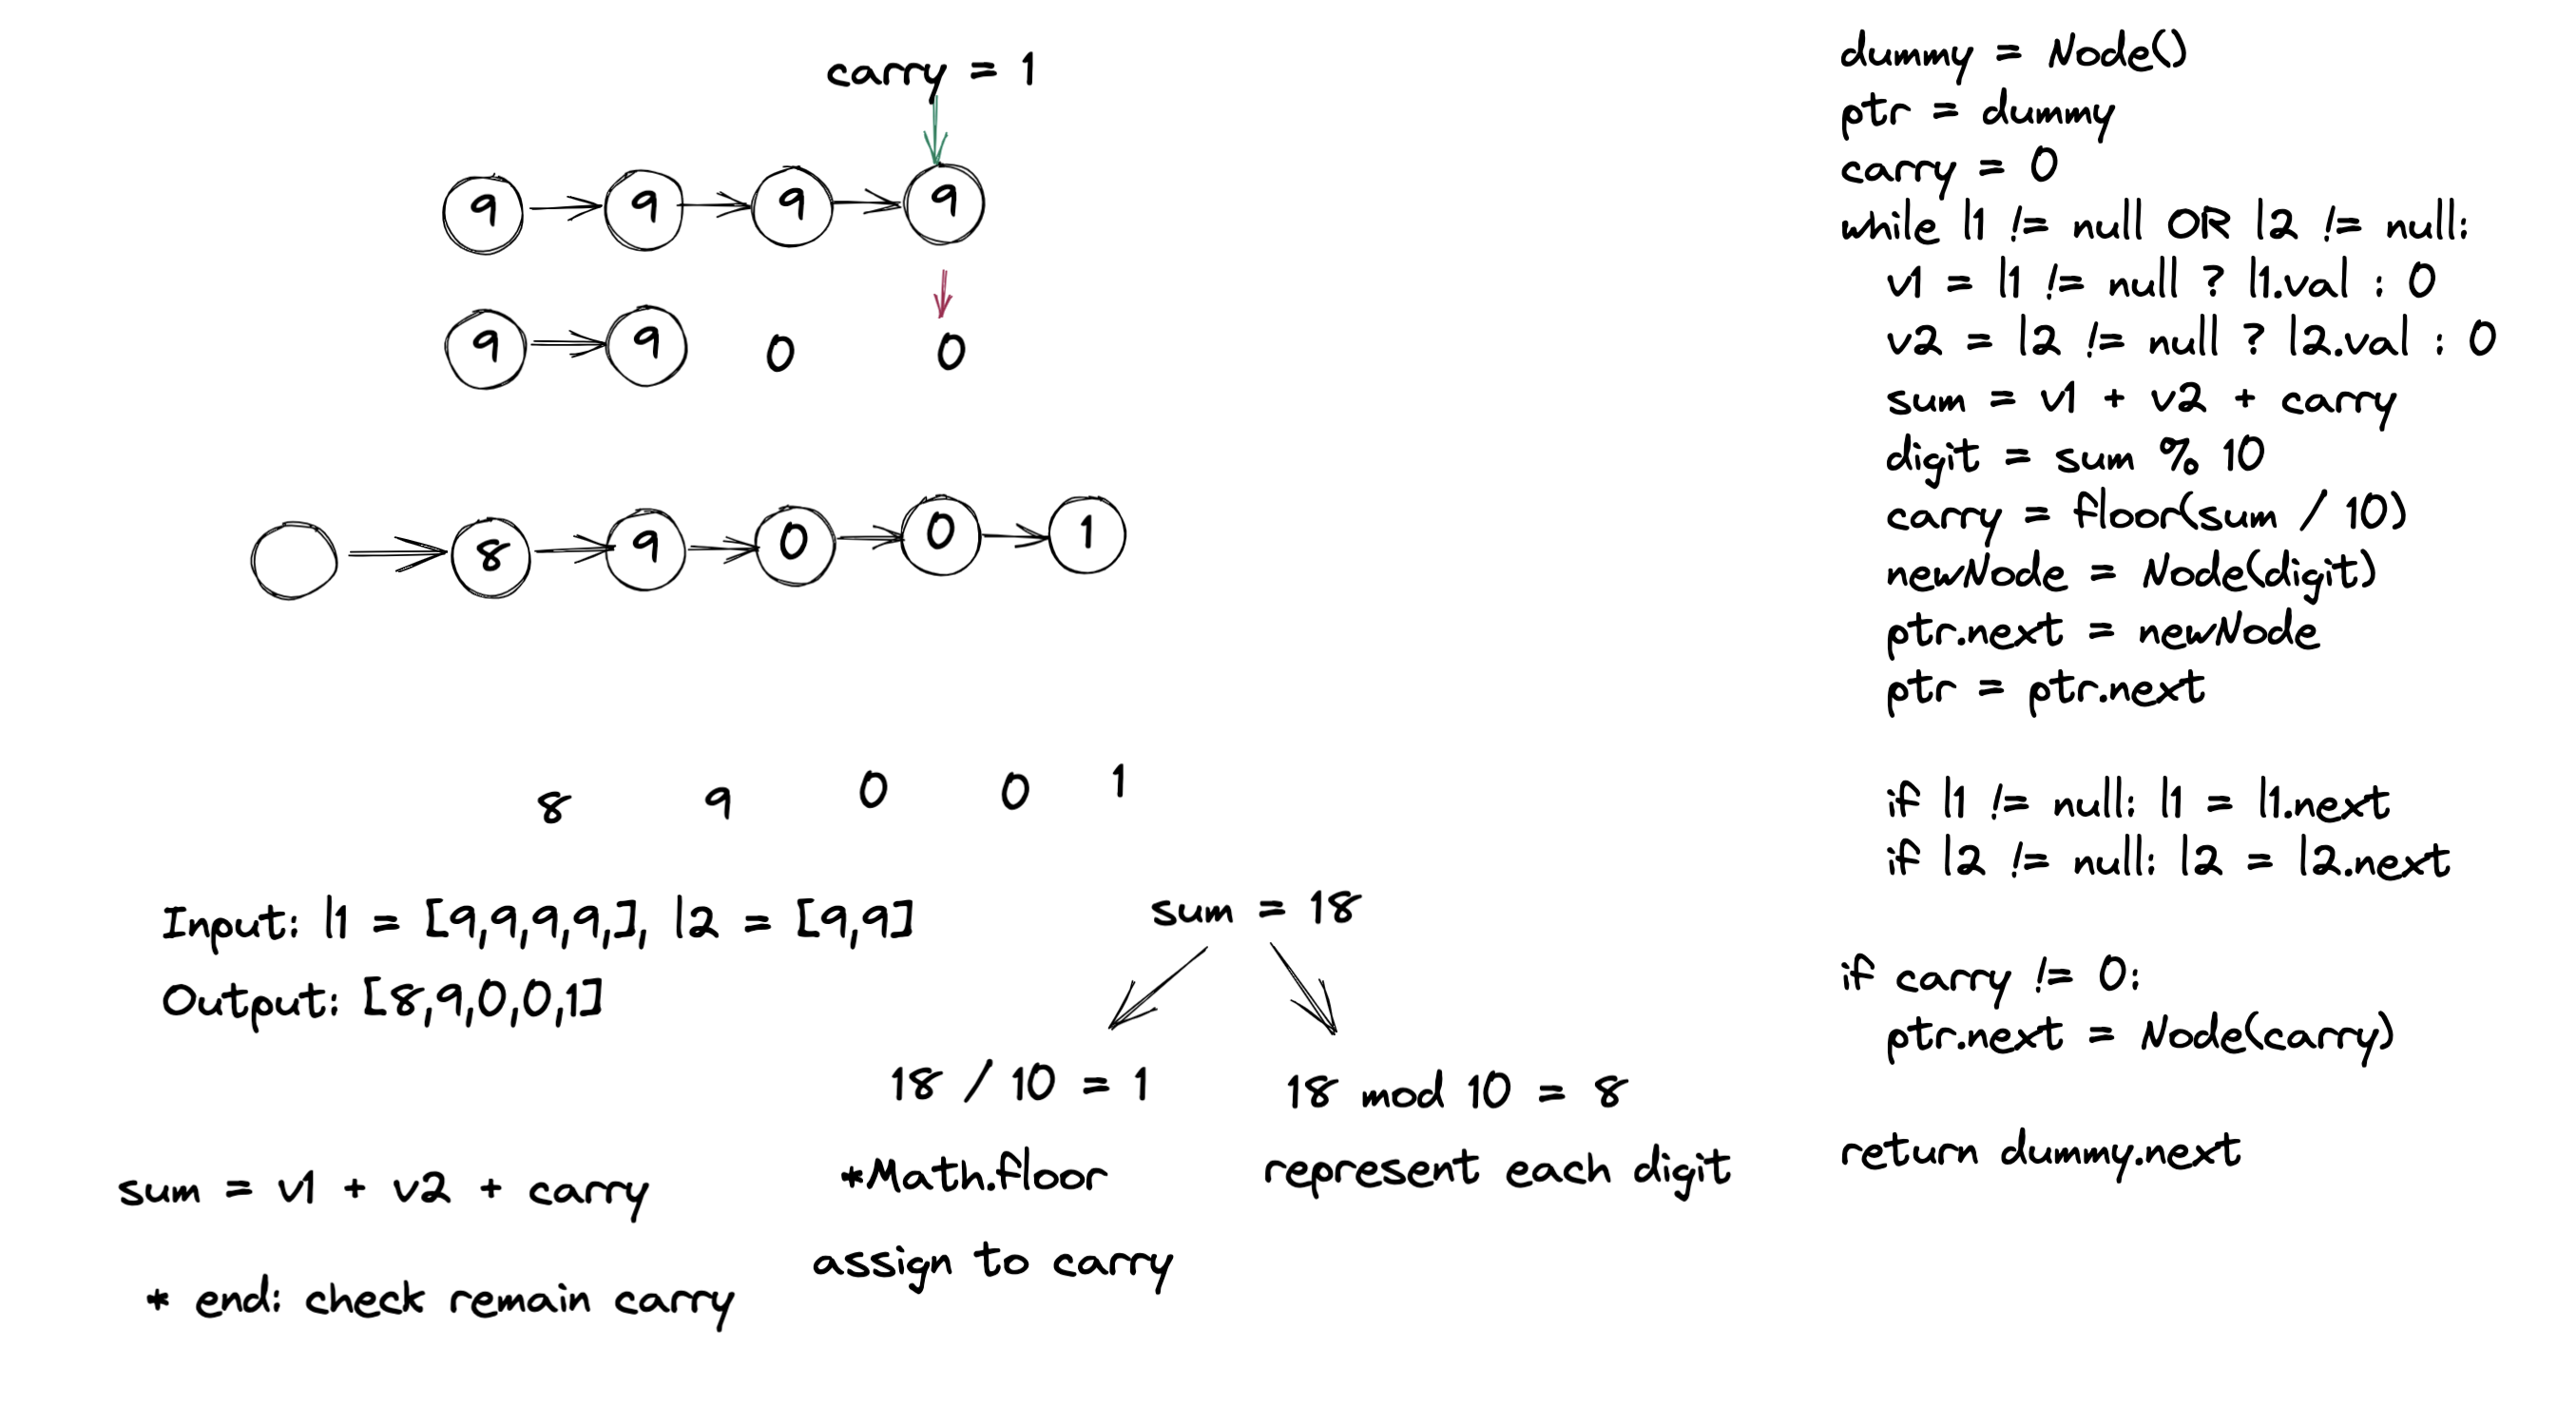 carry = 1
9 9 9 9
9 9 0 0
8 9 0 0 1
8 9 0 0 1
Input: l1 = [9,9,9,9,], l2 = [9,9]
Output: [8,9,0,0,1]
sum = v1 + v2 + carry
* end: check remain carry
sum = 18
18 / 10 = 1
*Math.floor
assign to carry
18 mod 10 = 8
represent each digit
dummy = Node()
ptr = dummy
carry = 0
while l1 != null OR l2 != null:
v1 = l1 != null ? l1.val : 0
v2 = l2 != null ? l2.val : 0
sum = v1 + v2 + carry
digit = sum % 10
carry = floor(sum / 10)
newNode = Node(digit)
ptr.next = newNode
ptr = ptr.next
if l1 != null: l1 = l1.next
if l2 != null: l2 = l2.next
if carry != 0:
ptr.next = Node(carry)
return dummy.next